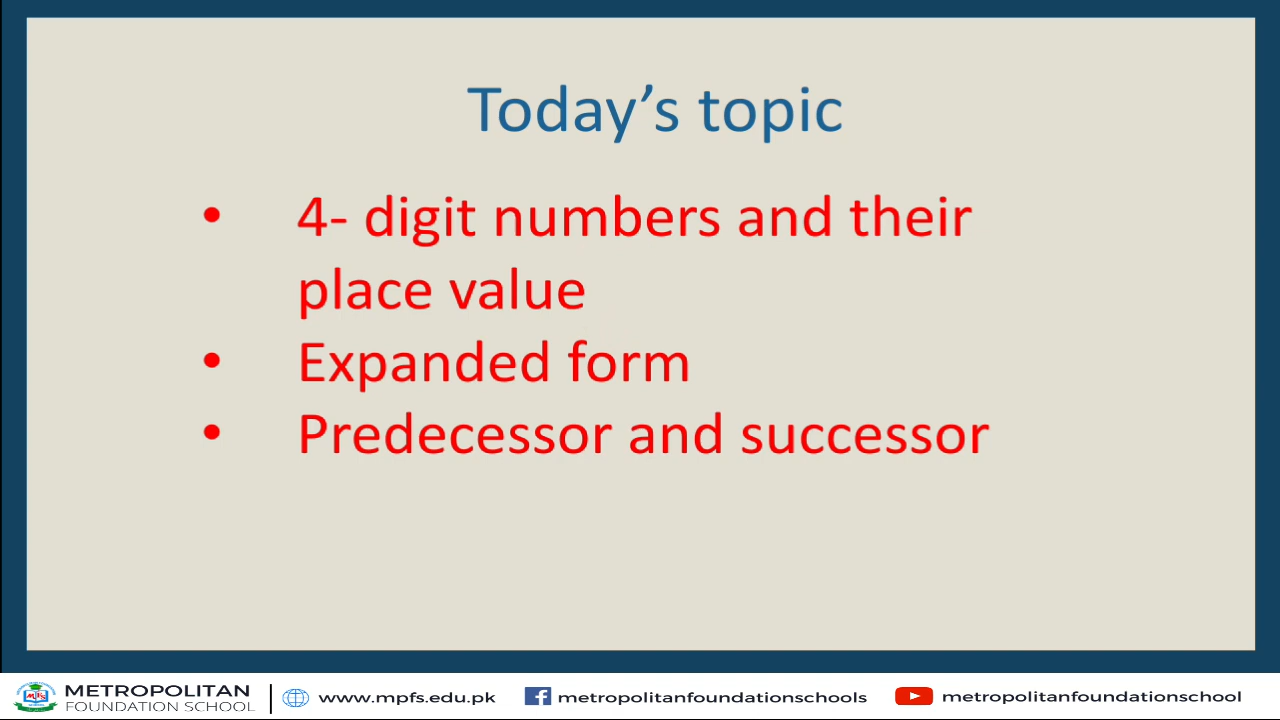 Today's topic
• 4- digit numbers and their
place value
• Expanded form
• Predecessor and successor
METROPOLITAN
FOUNDATION SCHOOL
www.mpfs.edu.pk
metropolitanfoundationschools
metropolitanfoundationschool